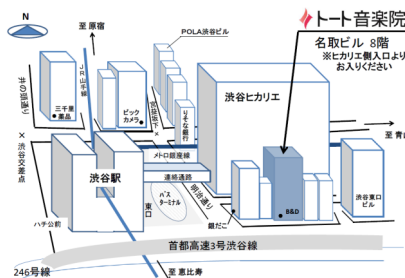 トート音楽院
名取ビル 8階
※ヒカリエ側入口より
お入りください
至 原宿
POLA渋谷ビル
N
JR山手線
井の頭通り
三千里
薬品
ビック
カメラ
宮益坂下
りそな銀行
渋谷ヒカリエ
至 青山
渋谷交差点
メトロ銀座線
連絡通路
渋谷駅
明治通り
バス
ターミナル
東口
銀だこ
B&D
渋谷東口
ビル
ハチ公前
首都高速3号渋谷線
246号線
至 恵比寿